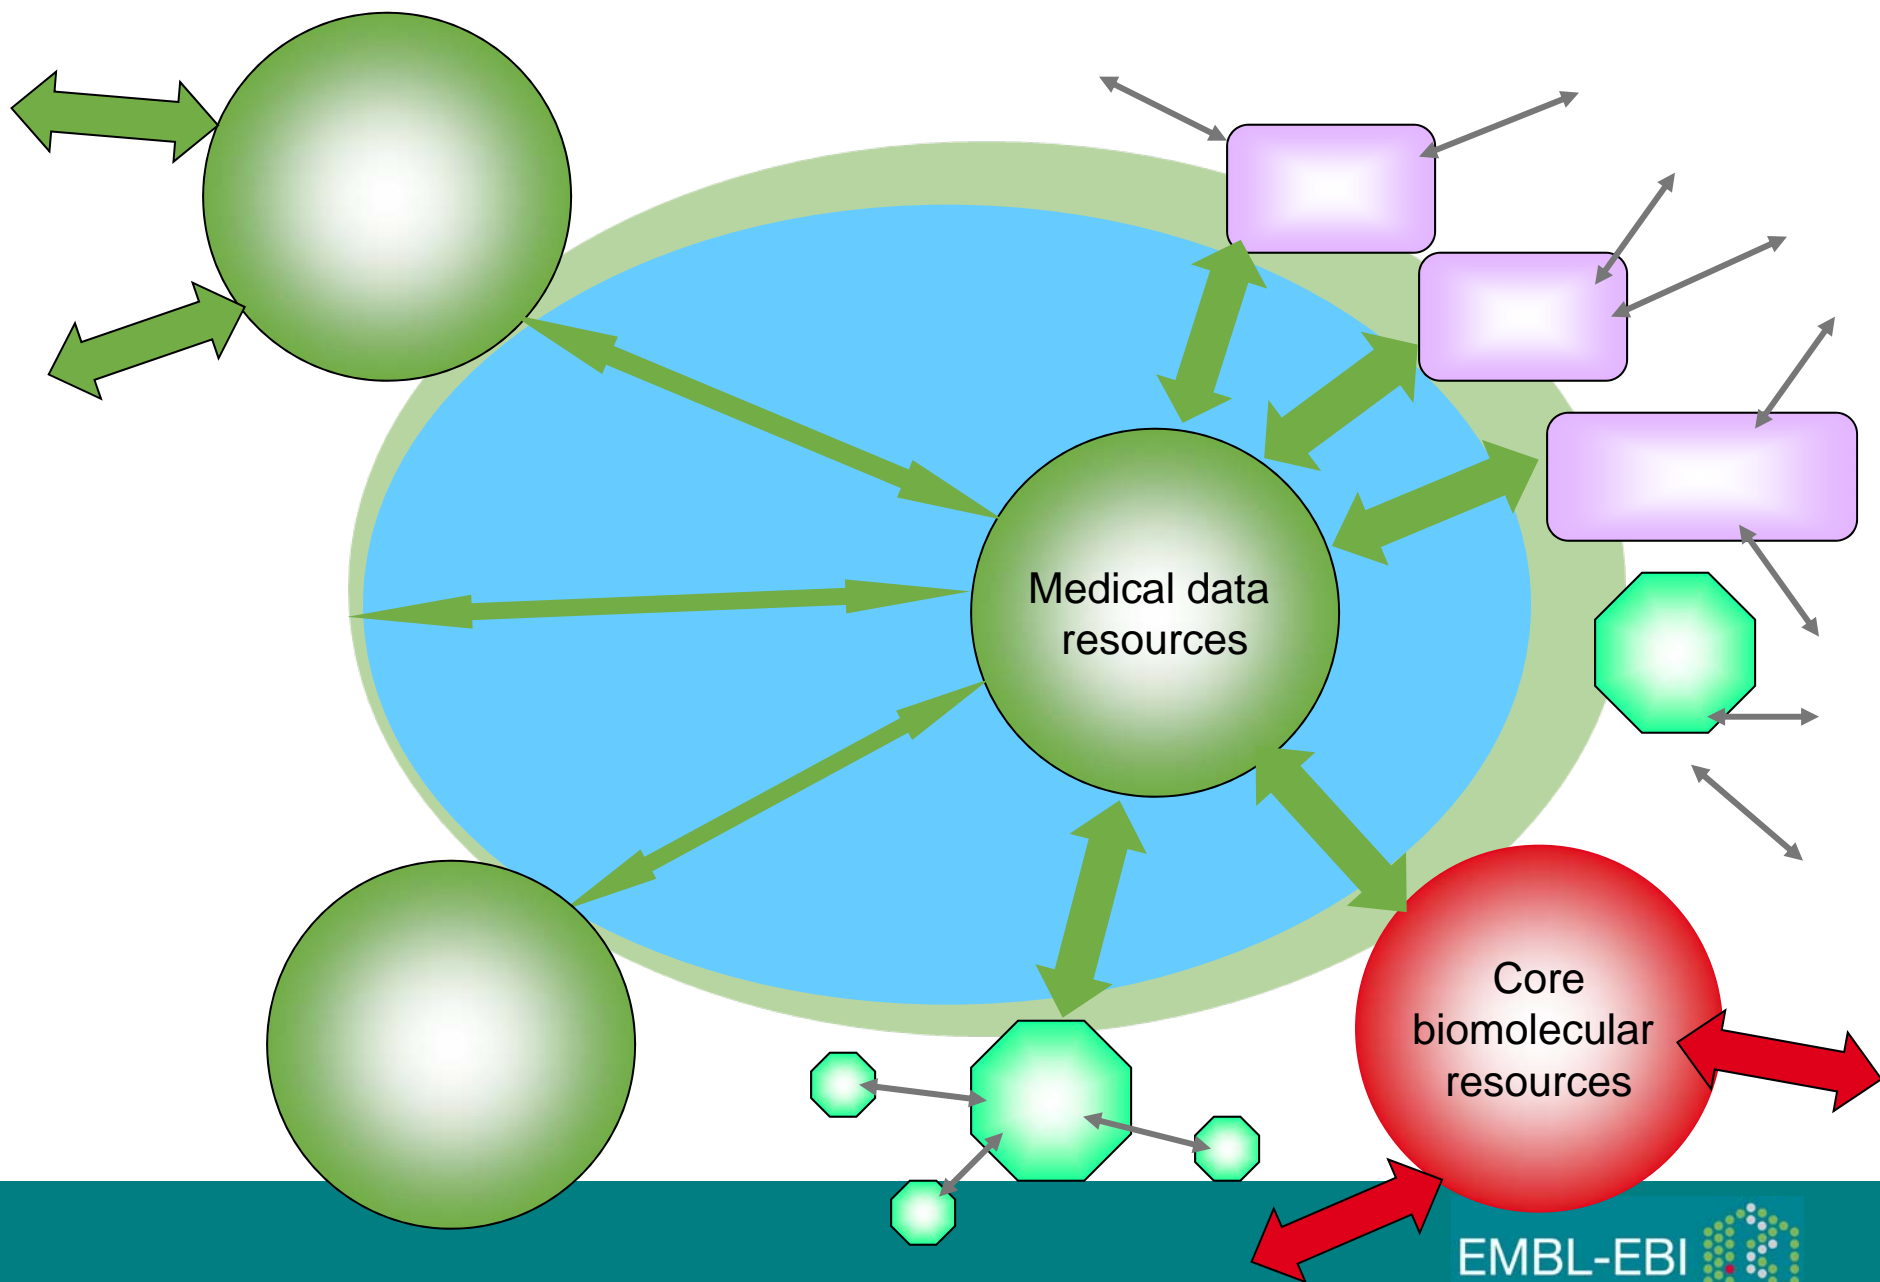 Medical data
resources
Core
biomolecular
resources
EMBL-EBI